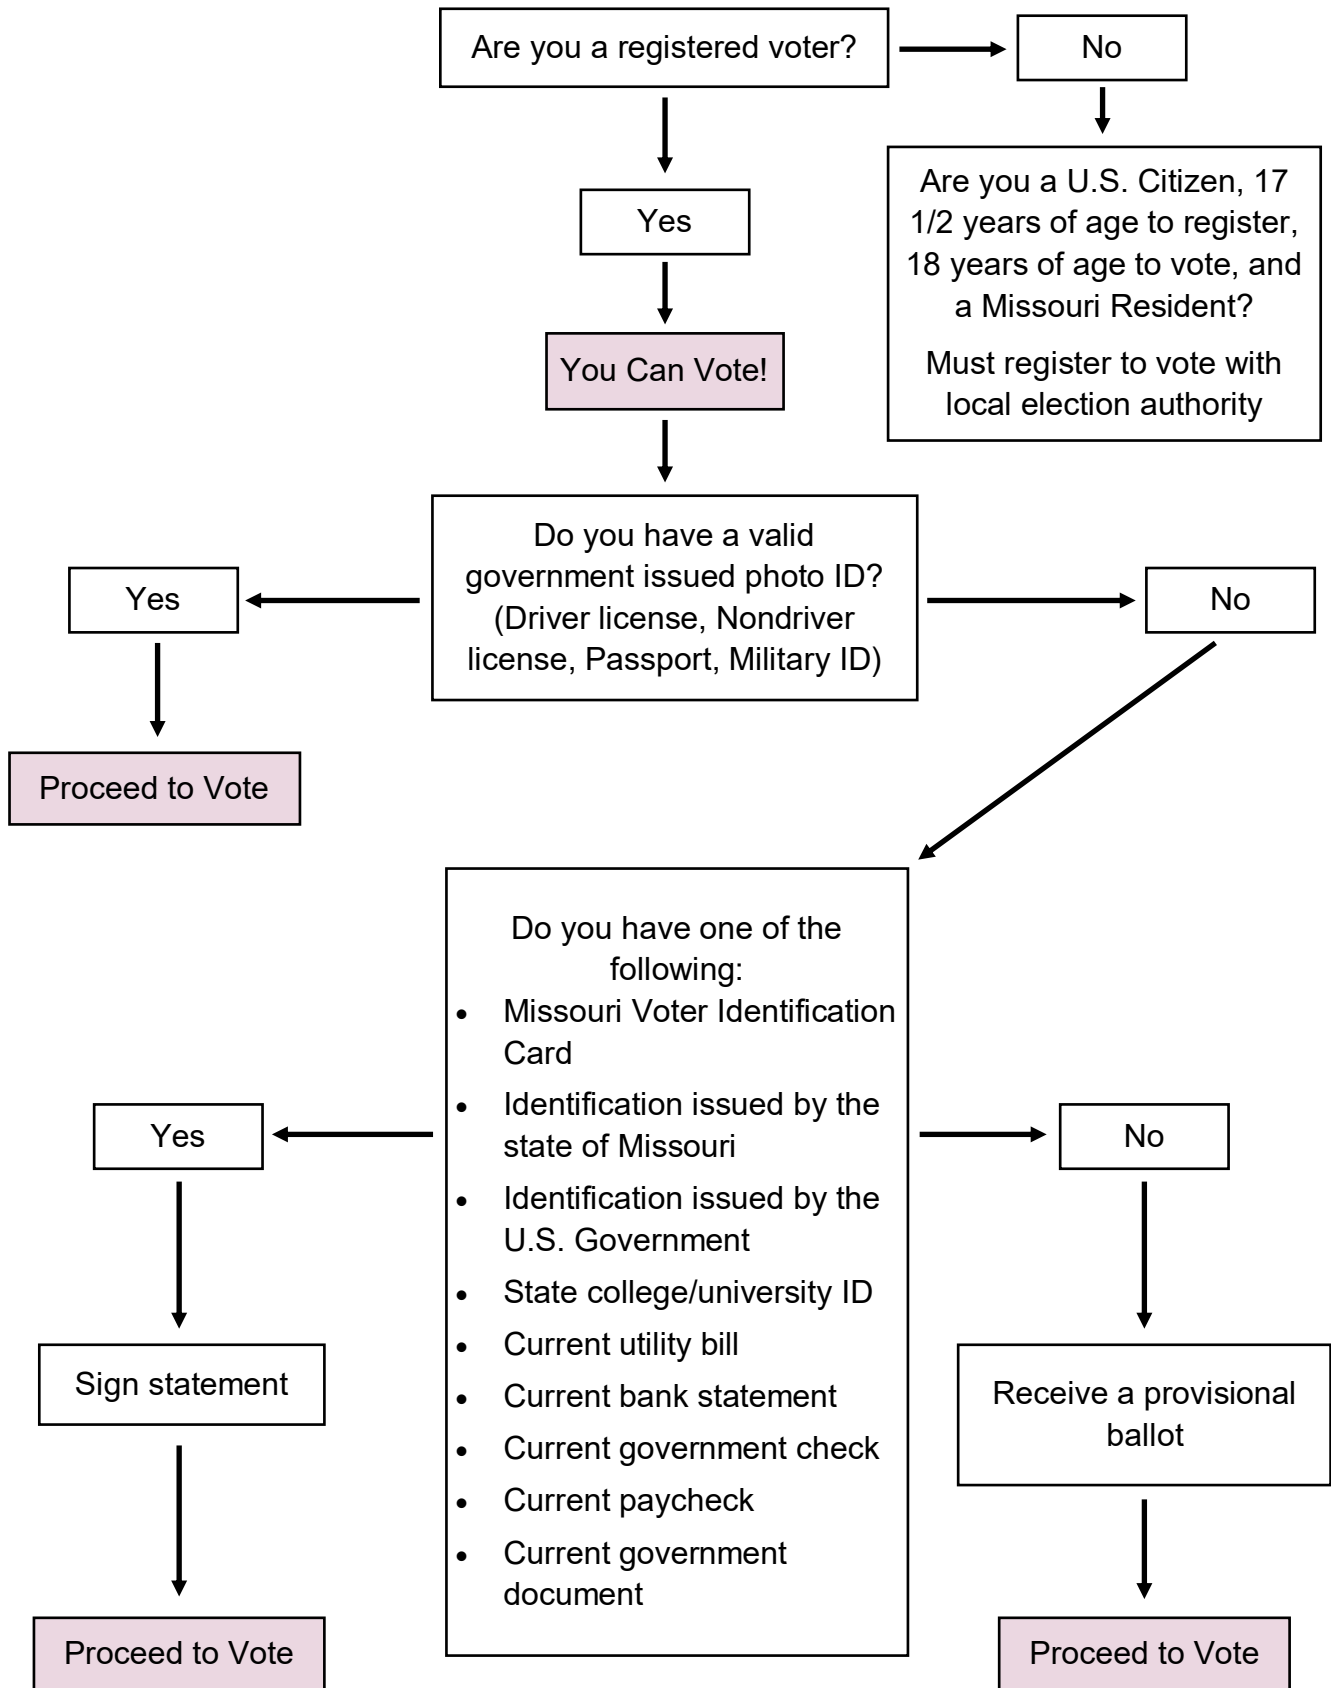 Are you a registered voter?
No
Yes
Are you a U.S. Citizen, 17
1/2 years of age to register,
18 years of age to vote, and
a Missouri Resident?
Must register to vote with
local election authority
You Can Vote!
Do you have a valid
government issued photo ID?
(Driver license, Nondriver
license, Passport, Military ID)
Yes
No
Proceed to Vote
Do you have one of the
following:
• Missouri Voter Identification
Card
• Identification issued by the
state of Missouri
• Identification issued by the
U.S. Government
• State college/university ID
• Current utility bill
• Current bank statement
• Current government check
• Current paycheck
• Current government
document
Yes
No
Sign statement
Receive a provisional
ballot
Proceed to Vote
Proceed to Vote